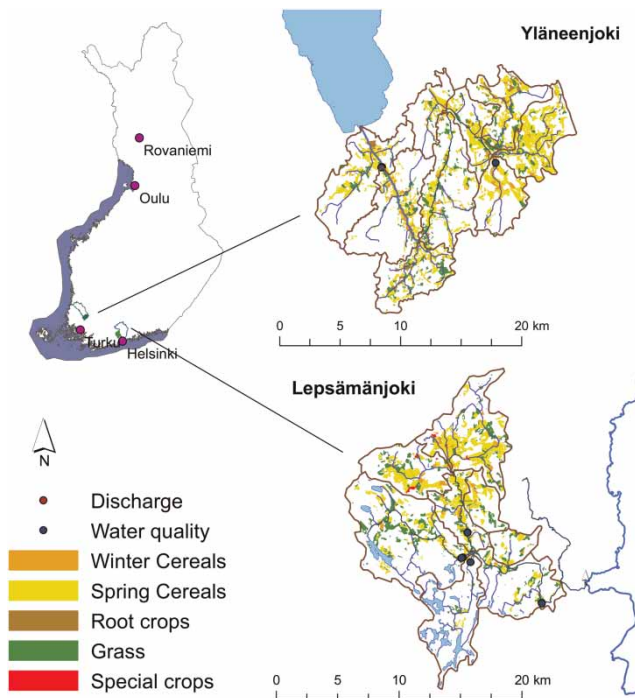 Yläneenjoki
Rovaniemi
Oulu
Turku
Helsinki
0 5 10 20 km
Lepsämänjoki
N
Discharge
Water quality
Winter Cereals
Spring Cereals
Root crops
Grass
Special crops
0 5 10 20 km